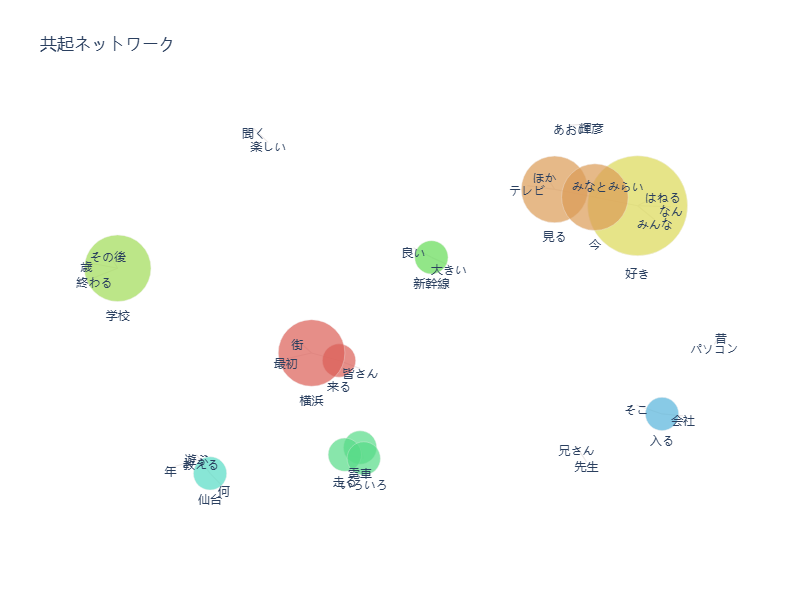 共起ネットワーク
聞く
楽しい
あお
輝彦
ほか
テレビ
みなとみらい
はねる
なん
みんな
見る
今
好き
その後
歳
終わる
学校
良い
大きい
新幹線
街
最初
皆さん
来る
横浜
昔
パソコン
そこ
会社
入る
兄さん
先生
年
教える
何
仙台
電車
走る
いろいろ